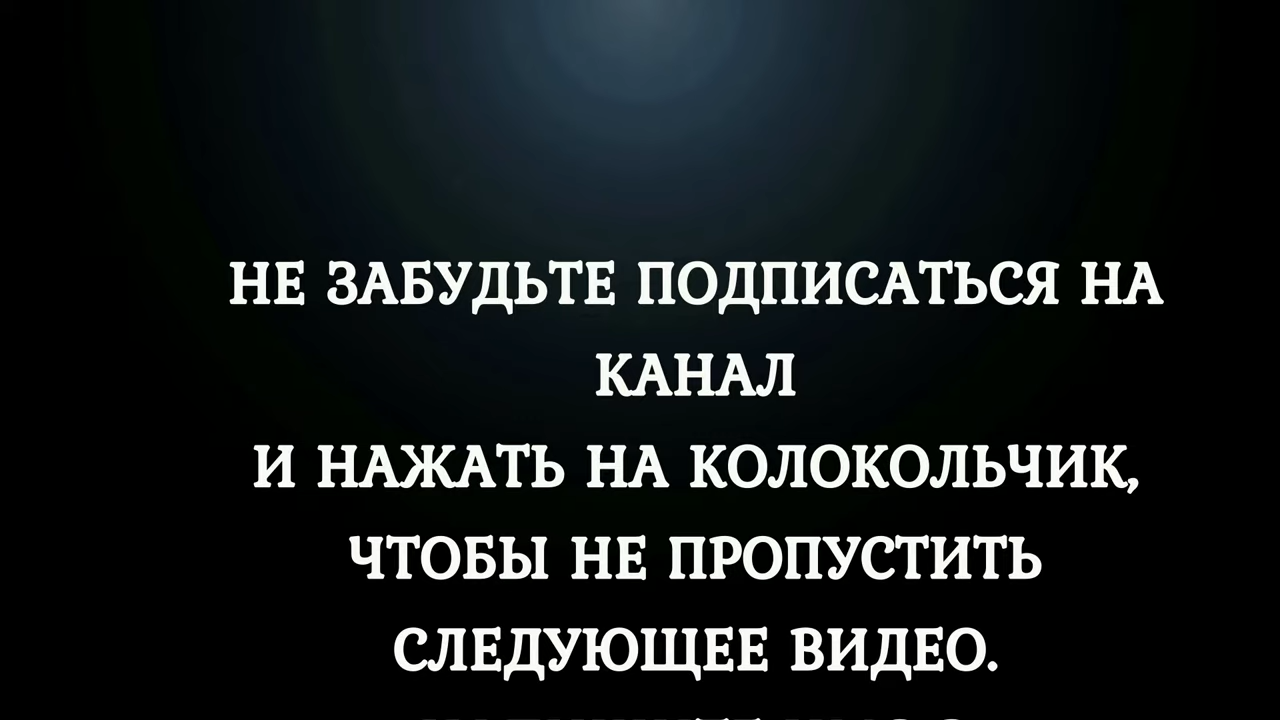 НЕ ЗАБУДЬТЕ ПОДПИСАТЬСЯ НА
КАНАЛ
И НАЖАТЬ НА КОЛОКОЛЬЧИК,
ЧТОБЫ НЕ ПРОПУСТИТЬ
СЛЕДУЮЩЕЕ ВИДЕО.